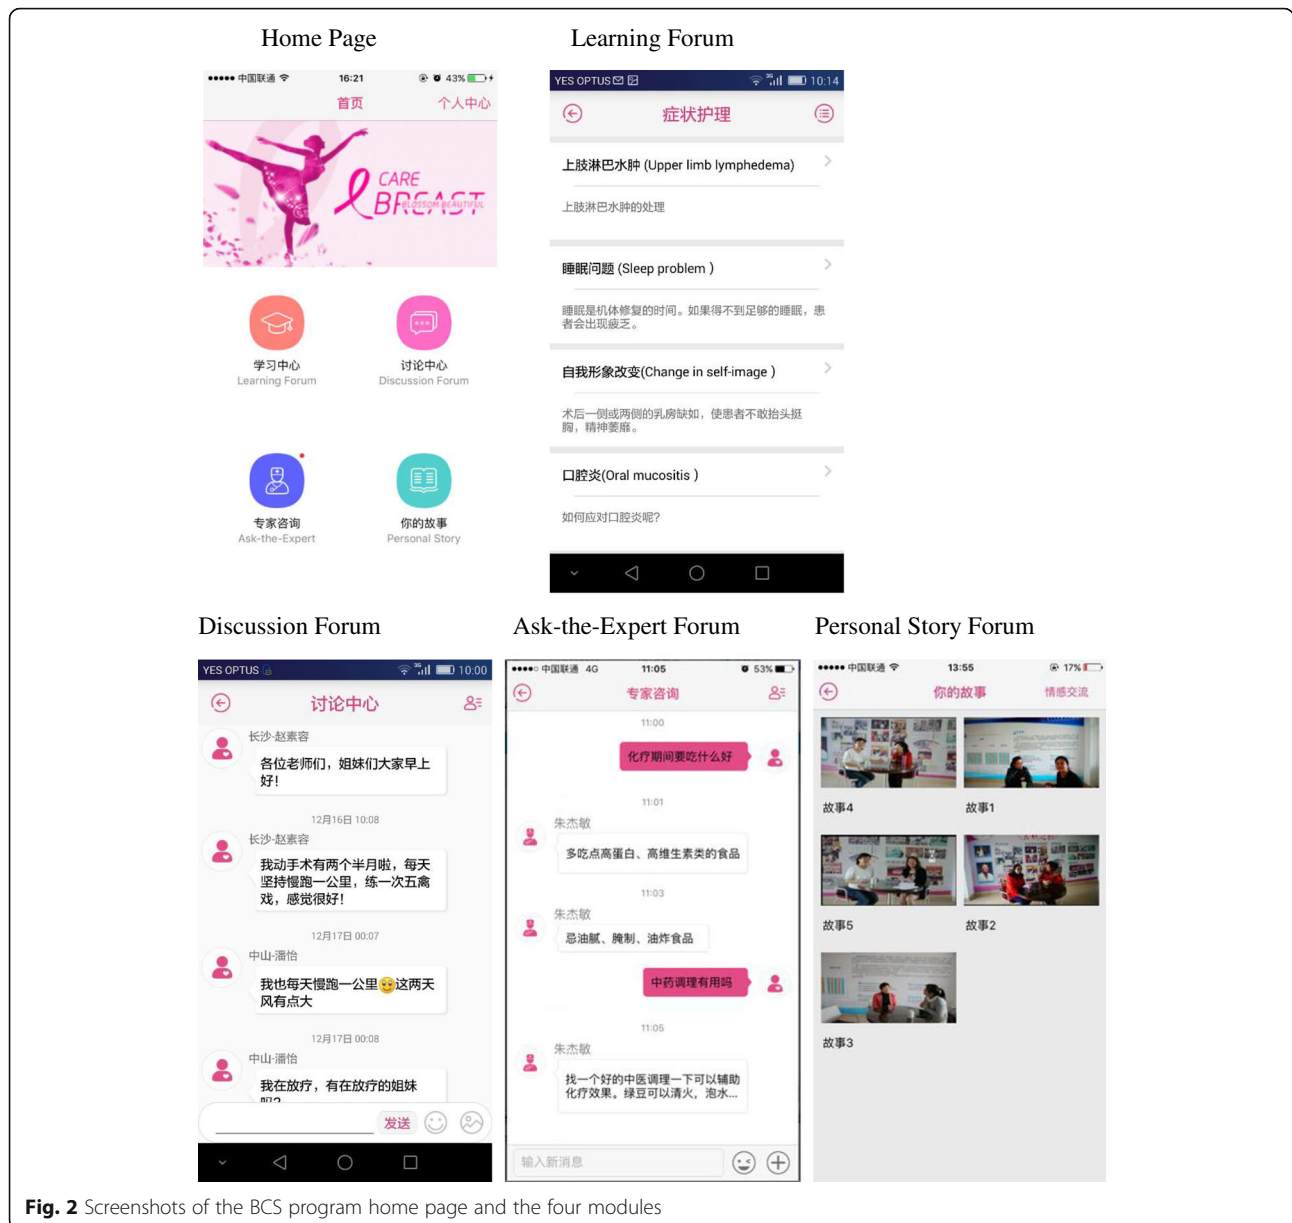 Home Page
Learning Forum
中国联通
16:21
43%
首页
个人中心
CARE
BREAST
BLOSSOM BEAUTIFUL
学习中心
Learning Forum
讨论中心
Discussion Forum
专家咨询
Ask-the-Expert
你的故事
Personal Story
YES OPTUS
3G
10:14
症状护理
上肢淋巴水肿 (Upper limb lymphedema)
上肢淋巴水肿的处理
睡眠问题 (Sleep problem )
睡眠是机体修复的时间。如果得不到足够的睡眠，患
者会出现疲乏。
自我形象改变(Change in self-image )
术后一侧或两侧的乳房缺如，使患者不敢抬头挺
胸，精神萎靡。
口腔炎(Oral mucositis )
如何应对口腔炎呢?
Discussion Forum
Ask-the-Expert Forum
Personal Story Forum
YES OPTUS
3G
10:00
讨论中心
长沙-赵素容
各位老师们，姐妹们大家早上
好!
12月16日 10:08
长沙-赵素容
我动手术有两个半月啦，每天
坚持慢跑一公里，练一次五禽
戏，感觉很好!
12月17日 00:07
中山-潘怡
我也每天慢跑一公里 这两天
风有点大
12月17日 00:08
中山-潘怡
我在放疗，有在放疗的姐妹
吗?
发送
中国联通 4G
11:05
53%
专家咨询
11:00
化疗期间要吃什么好
11:01
朱杰敏
多吃点高蛋白、高维生素类的食品
11:03
朱杰敏
忌油腻、腌制、油炸食品
中药调理有用吗
11:05
朱杰敏
找一个好的中医调理一下可以辅助
化疗效果。绿豆可以清火，泡水...
输入新消息
中国联通
13:55
17%
你的故事
情感交流
故事4
故事1
故事5
故事2
故事3
Fig. 2 Screenshots of the BCS program home page and the four modules